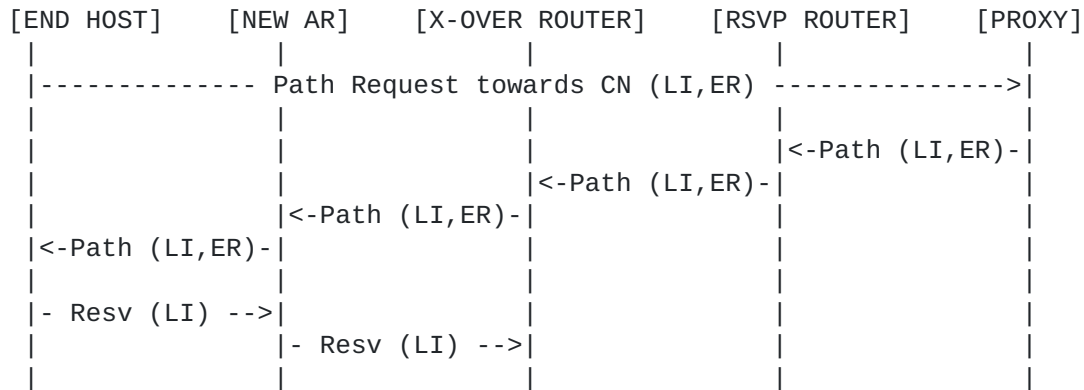 [END HOST] [NEW AR] [X-OVER ROUTER] [RSVP ROUTER] [PROXY]
|-------------- Path Request towards CN (LI,ER) --------------->|
|<-Path (LI,ER)-|
|<-Path (LI,ER)-|
|<-Path (LI,ER)-|
|<-Path (LI,ER)-|
|- Resv (LI) -->|
|- Resv (LI) -->|